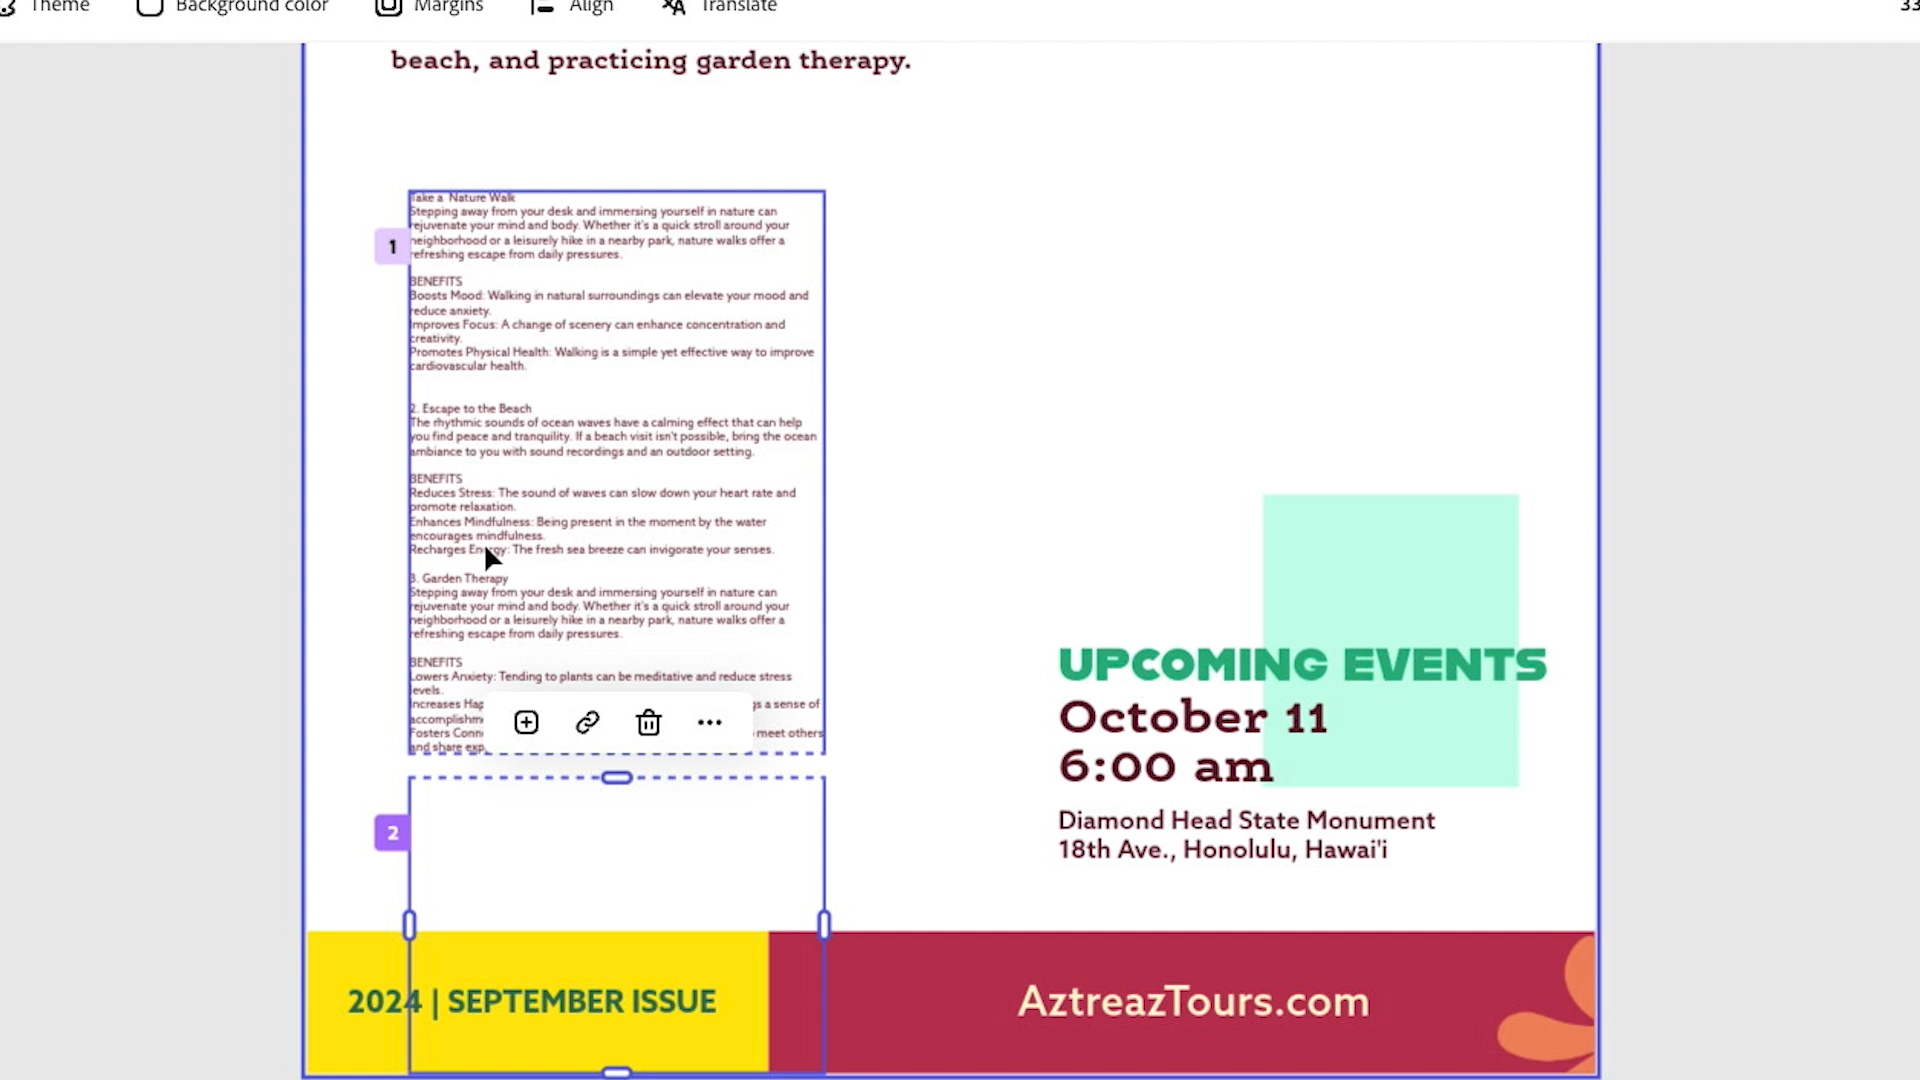 Theme
Background color
Margins
Align
Translate
33
beach, and practicing garden therapy.
1
Take a Nature Walk
Stepping away from your desk and immersing yourself in nature can
rejuvenate your mind and body. Whether it's a quick stroll around your
neighborhood or a leisurely hike in a nearby park, nature walks offer a
refreshing escape from daily pressures.
BENEFITS
Boosts Mood: Walking in natural surroundings can elevate your mood and
reduce anxiety.
Improves Focus: A change of scenery can enhance concentration and
creativity.
Promotes Physical Health: Walking is a simple yet effective way to improve
cardiovascular health.
2. Escape to the Beach
The rhythmic sounds of ocean waves have a calming effect that can help
you find peace and tranquility. If a beach visit isn't possible, bring the ocean
ambiance to you with sound recordings and an outdoor setting.
BENEFITS
Reduces Stress: The sound of waves can slow down your heart rate and
promote relaxation.
Enhances Mindfulness: Being present in the moment by the water
encourages mindfulness.
Recharges Energy: The fresh sea breeze can invigorate your senses.
3. Garden Therapy
Stepping away from your desk and immersing yourself in nature can
rejuvenate your mind and body. Whether it's a quick stroll around your
neighborhood or a leisurely hike in a nearby park, nature walks offer a
refreshing escape from daily pressures.
BENEFITS
Lowers Anxiety: Tending to plants can be meditative and reduce stress
levels.
Increases a sense of
Fosters meet others
and share
2
UPCOMING EVENTS
October 11
6:00 am
Diamond Head State Monument
18th Ave., Honolulu, Hawai'i
2024 | SEPTEMBER ISSUE
AztreazTours.com